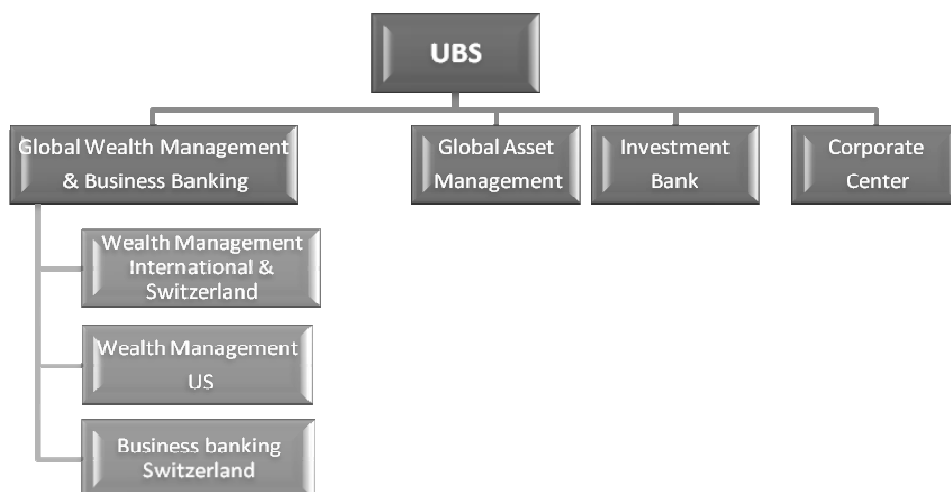 UBS
Global Wealth Management
& Business Banking
Global Asset
Management
Investment
Bank
Corporate
Center
Wealth Management
International &
Switzerland
Wealth Management
US
Business banking
Switzerland